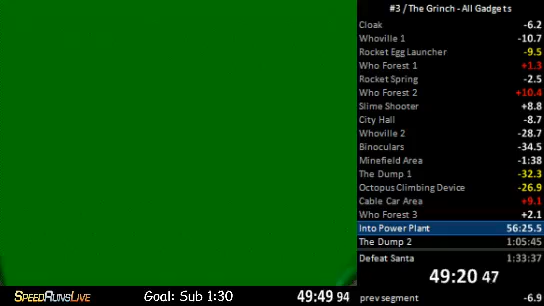 #3 / The Grinch - All Gadgets
Cloak -6.2
Whoville 1 -10.7
Rocket Egg Launcher -9.5
Who Forest 1 +1.3
Rocket Spring -2.5
Who Forest 2 +10.4
Slime Shooter +8.8
City Hall -8.7
Whoville 2 -28.7
Binoculars -34.5
Minefield Area -1:38
The Dump 1 -32.3
Octopus Climbing Device -26.9
Cable Car Area +9.1
Who Forest 3 +2.1
Into Power Plant 56:25.5
The Dump 2 1:05:45
Defeat Santa 1:33:37
49:20 47
prev segment -6.9
SPEEDRUNSLIVE Goal: Sub 1:30 49:49 94